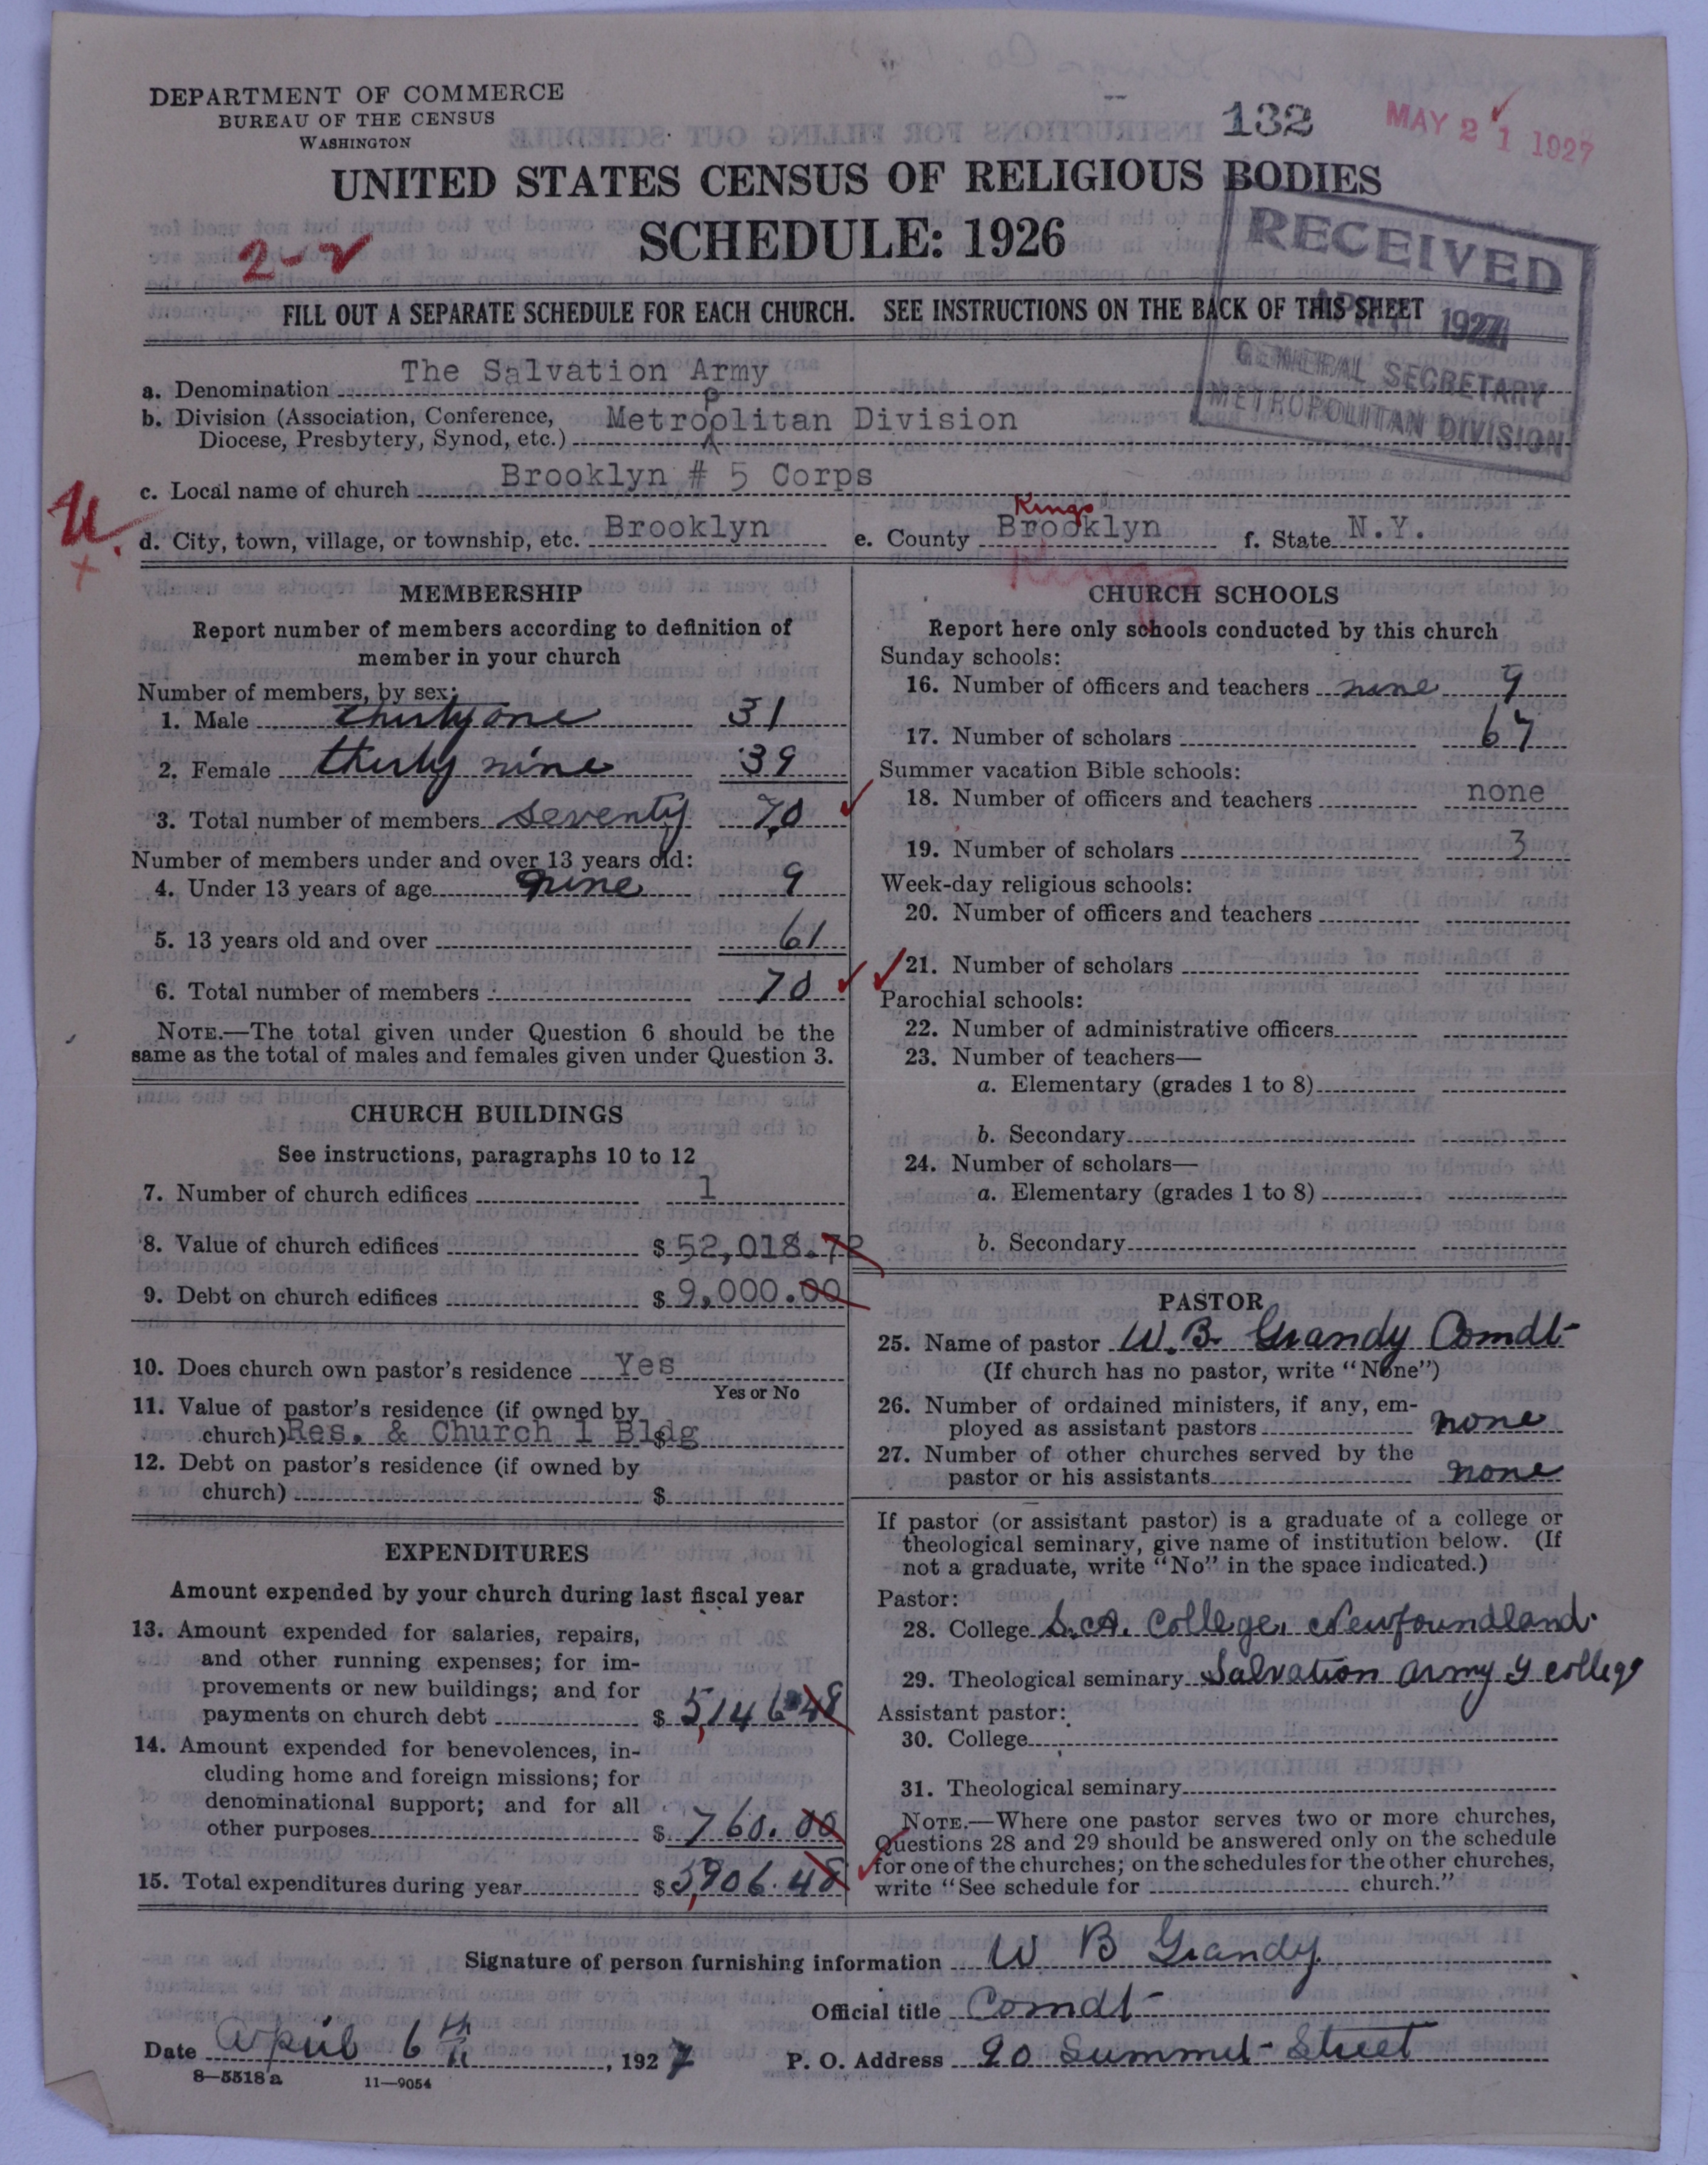 DEPARTMENT OF COMMERCE
BUREAU OF THE CENSUS
WASHINGTON
132
MAY 21 1927
UNITED STATES CENSUS OF RELIGIOUS BODIES
SCHEDULE: 1926
RECEIVED
1927
GENERAL SECRETARY
METROPOLITAN DIVISION
FILL OUT A SEPARATE SCHEDULE FOR EACH CHURCH. SEE INSTRUCTIONS ON THE BACK OF THIS SHEET
a. Denomination The Salvation Army
b. Division (Association, Conference, Diocese, Presbytery, Synod, etc.) Metropolitan Division
c. Local name of church Brooklyn # 5 Corps
Kings
d. City, town, village, or township, etc. Brooklyn e. County Brooklyn f. State N.Y.
Kings
MEMBERSHIP
Report number of members according to definition of
member in your church
Number of members, by sex:
1. Male thirty one 31
2. Female thirty nine 39
3. Total number of members seventy 70
Number of members under and over 13 years old:
4. Under 13 years of age nine 9
5. 13 years old and over 61
6. Total number of members 70
NOTE.—The total given under Question 6 should be the
same as the total of males and females given under Question 3.
CHURCH BUILDINGS
See instructions, paragraphs 10 to 12
7. Number of church edifices 1
8. Value of church edifices $ 52,018.72
9. Debt on church edifices $ 9,000.00
10. Does church own pastor's residence Yes
Yes or No
11. Value of pastor's residence (if owned by
church) Res. & Church 1 Bldg $
12. Debt on pastor's residence (if owned by
church) $
EXPENDITURES
Amount expended by your church during last fiscal year
13. Amount expended for salaries, repairs,
and other running expenses; for im-
provements or new buildings; and for
payments on church debt $ 5,146.48
14. Amount expended for benevolences, in-
cluding home and foreign missions; for
denominational support; and for all
other purposes $ 760.00
15. Total expenditures during year $ 5,906.48
CHURCH SCHOOLS
Report here only schools conducted by this church
Sunday schools:
16. Number of officers and teachers none 9
17. Number of scholars 67
Summer vacation Bible schools:
18. Number of officers and teachers none
19. Number of scholars 3
Week-day religious schools:
20. Number of officers and teachers
21. Number of scholars
Parochial schools:
22. Number of administrative officers
23. Number of teachers—
a. Elementary (grades 1 to 8)
b. Secondary
24. Number of scholars—
a. Elementary (grades 1 to 8)
b. Secondary
PASTOR
25. Name of pastor W. B. Grandy Comdt
(If church has no pastor, write "None")
26. Number of ordained ministers, if any, em-
ployed as assistant pastors none
27. Number of other churches served by the
pastor or his assistants none
If pastor (or assistant pastor) is a graduate of a college or
theological seminary, give name of institution below. (If
not a graduate, write "No" in the space indicated.)
Pastor:
28. College S.A. College, Newfoundland.
29. Theological seminary Salvation Army College
Assistant pastor:
30. College
31. Theological seminary
NOTE.—Where one pastor serves two or more churches,
Questions 28 and 29 should be answered only on the schedule
for one of the churches; on the schedules for the other churches,
write "See schedule for church."
Signature of person furnishing information W B Grandy
Official title Comdt
Date April 6th, 1927 P. O. Address 90 Summit Street
8—5518a 11—9054